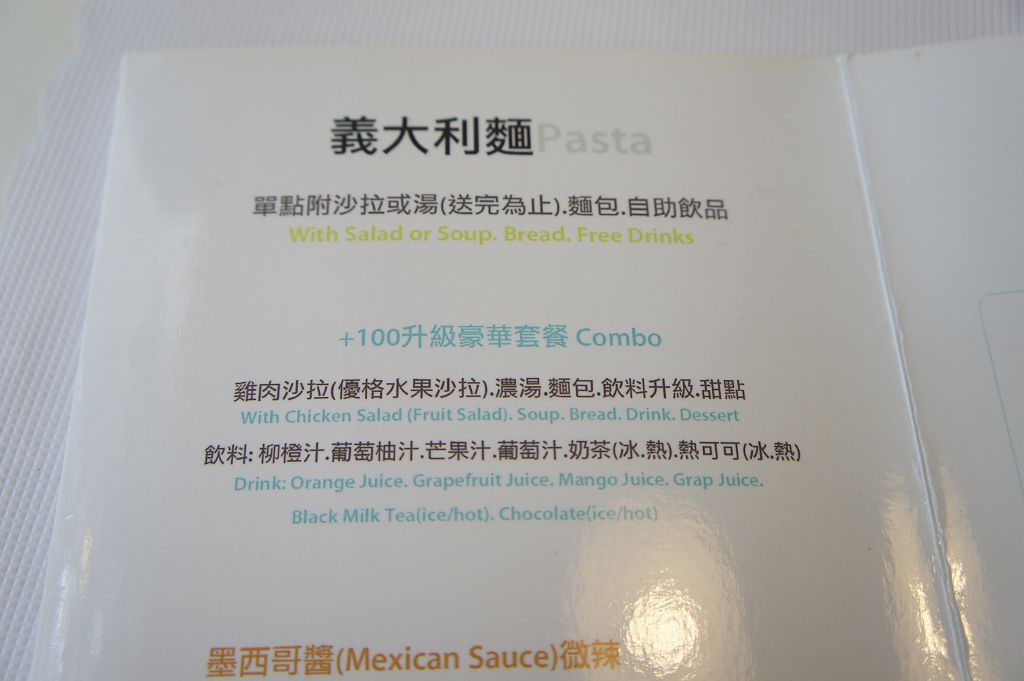 義大利麵Pasta
單點附沙拉或湯(送完為止).麵包.自助飲品
With Salad or Soup. Bread. Free Drinks
+100升級豪華套餐 Combo
雞肉沙拉(優格水果沙拉).濃湯.麵包.飲料升級.甜點
With Chicken Salad (Fruit Salad). Soup. Bread. Drink. Dessert
飲料: 柳橙汁.葡萄柚汁.芒果汁.葡萄汁.奶茶(冰.熱).熱可可(冰.熱)
Drink: Orange Juice. Grapefruit Juice. Mango Juice. Grap Juice.
Black Milk Tea(ice/hot). Chocolate(ice/hot)
墨西哥醬(Mexican Sauce)微辣